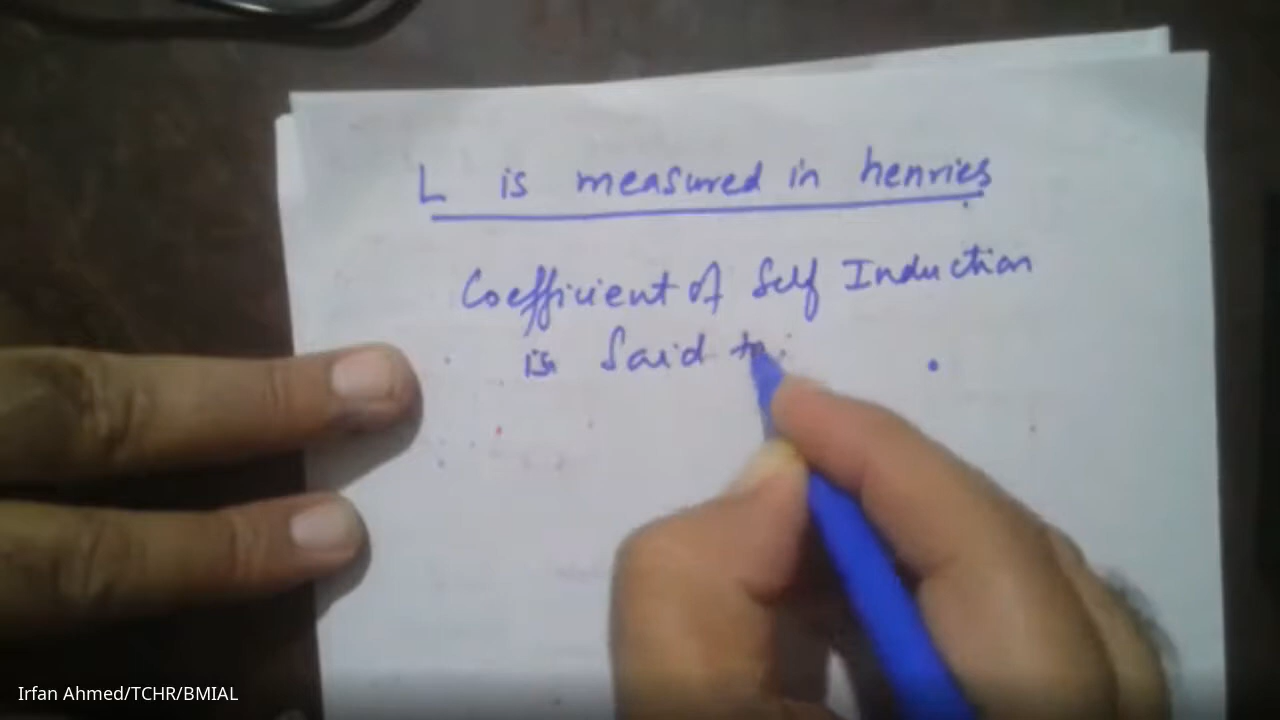 L is measured in henries
Coefficient of Self Induction
is Said to
Irfan Ahmed/TCHR/BMIAL